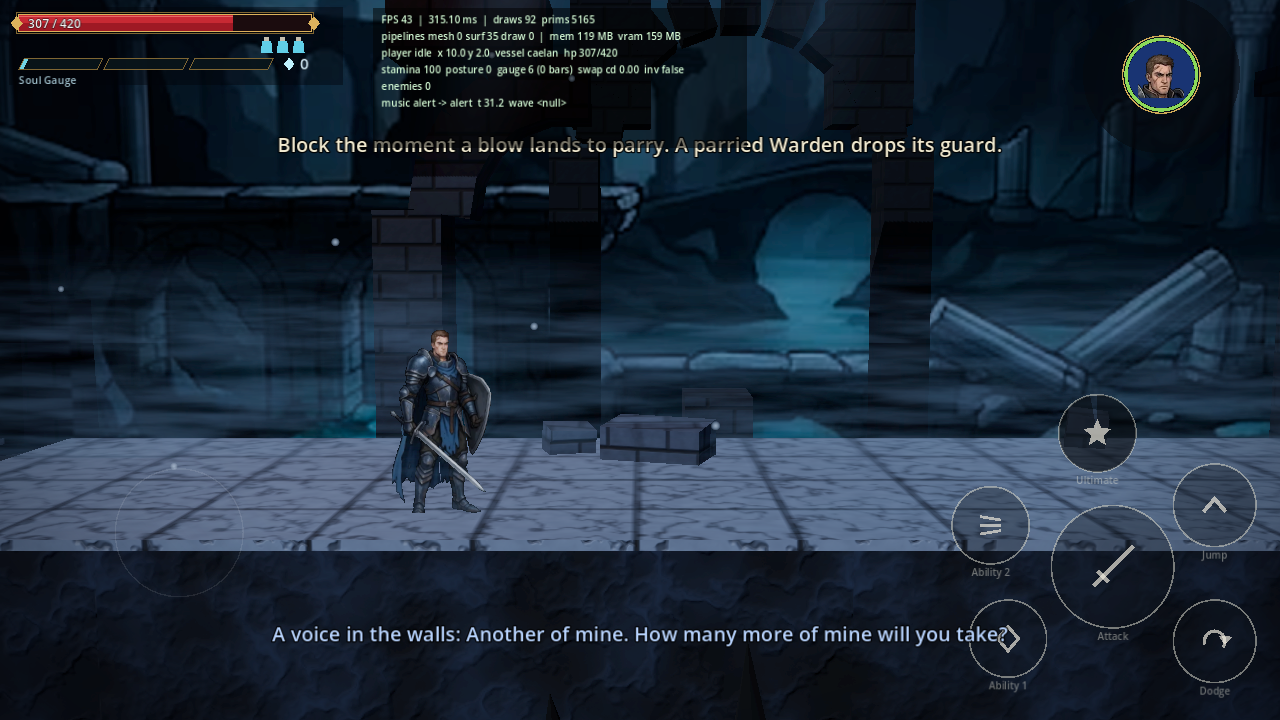 307 / 420
0
Soul Gauge
FPS 43 | 315.10 ms | draws 92 prims 5165
pipelines mesh 0 surf 35 draw 0 | mem 119 MB vram 159 MB
player idle x 10.0 y 2.0 vessel caelan hp 307/420
stamina 100 posture 0 gauge 6 (0 bars) swap cd 0.00 inv false
enemies 0
music alert -> alert t 31.2 wave <null>
Block the moment a blow lands to parry. A parried Warden drops its guard.
Ultimate
Jump
Ability 2
Attack
A voice in the walls: Another of mine. How many more of mine will you take?
Ability 1
Dodge